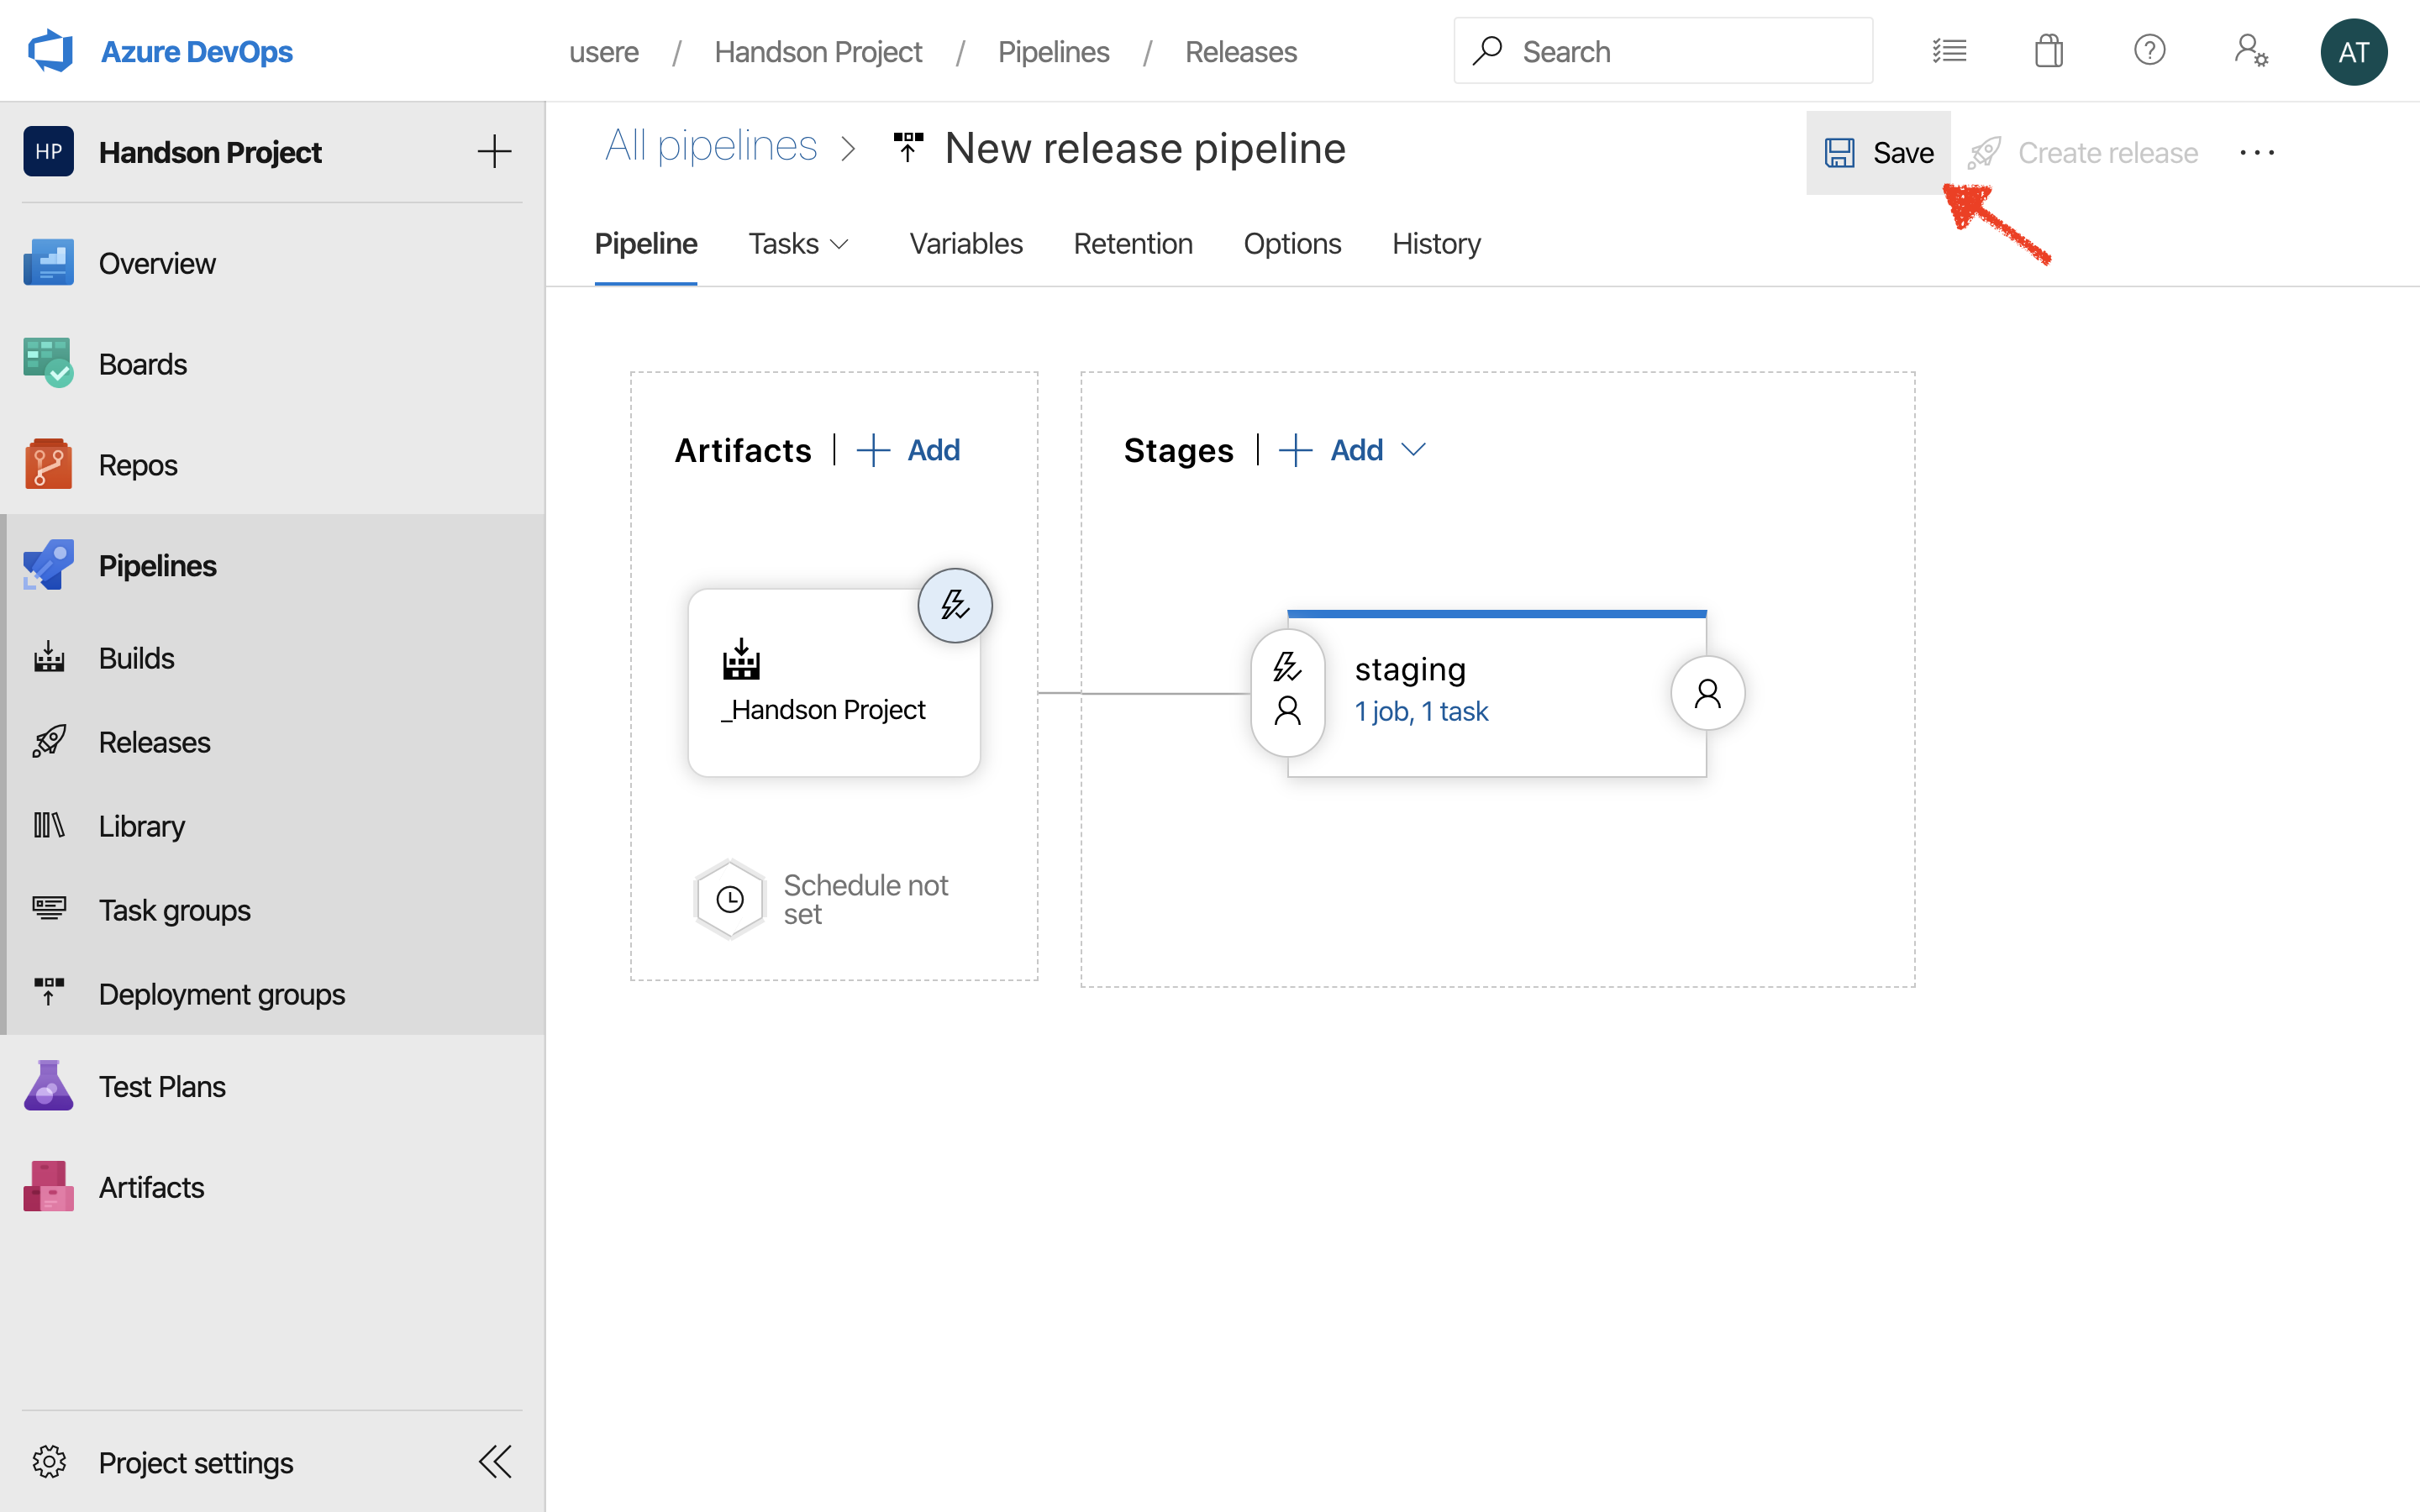 Azure DevOps
usere / Handson Project / Pipelines / Releases
Search
AT
HP Handson Project
Overview
Boards
Repos
Pipelines
Builds
Releases
Library
Task groups
Deployment groups
Test Plans
Artifacts
Project settings
All pipelines > New release pipeline
Save
Create release
Pipeline Tasks Variables Retention Options History
Artifacts | + Add
_Handson Project
Schedule not
set
Stages | + Add
staging
1 job, 1 task